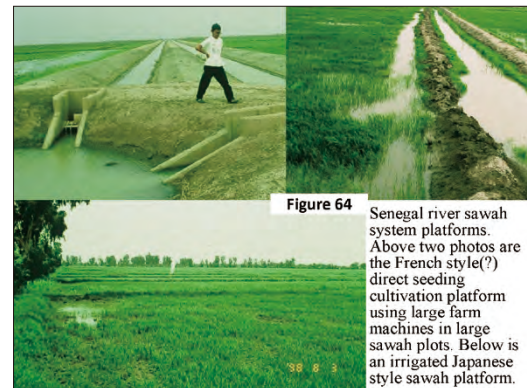 Figure 64
Senegal river sawah
system platforms.
Above two photos are
the French style(?)
direct seeding
cultivation platform
using large farm
machines in large
sawah plots. Below is
an irrigated Japanese
style sawah platform.
'98 8 3